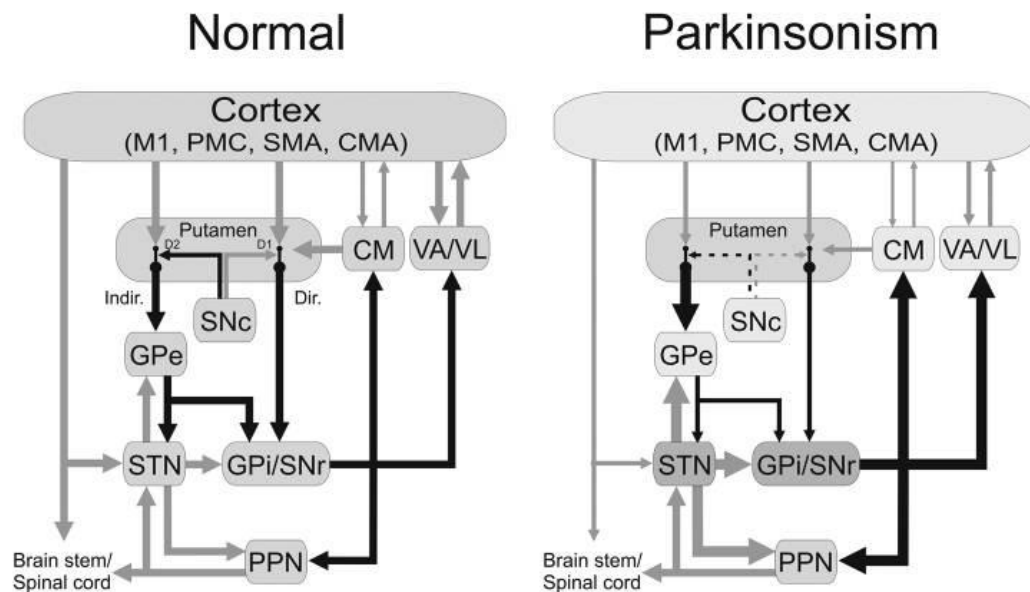 Normal
Cortex
(M1, PMC, SMA, CMA)
Putamen
D2
D1
CM
VA/VL
Indir.
Dir.
SNc
GPe
STN
GPi/SNr
PPN
Brain stem/
Spinal cord
Parkinsonism
Cortex
(M1, PMC, SMA, CMA)
Putamen
CM
VA/VL
SNc
GPe
STN
GPi/SNr
PPN
Brain stem/
Spinal cord